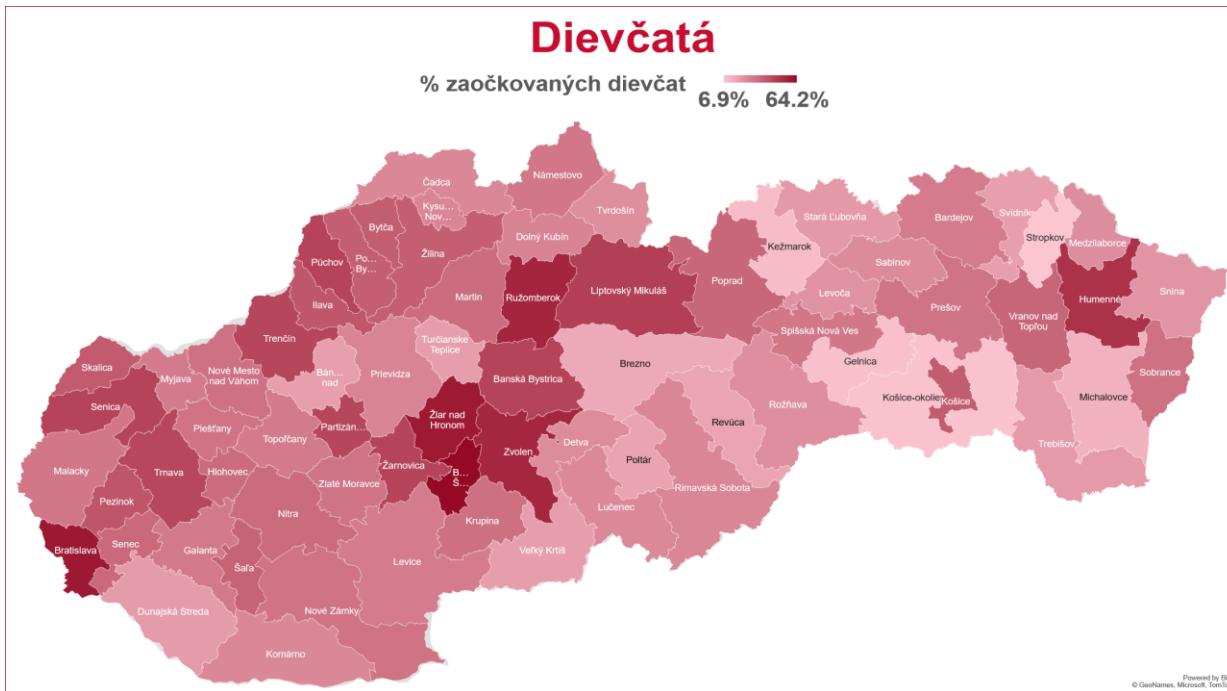 Dievčatá
% zaočkovaných dievčat
6.9% 64.2%
Námestovo
Čadca
Kysu...
Nov...
Tvrdošín
Bytča
Po...
By...
Žilina
Dolný Kubín
Púchov
Ilava
Martin
Ružomberok
Liptovský Mikuláš
Poprad
Kežmarok
Stará Ľubovňa
Bardejov
Svidník
Stropkov
Medzilaborce
Sabinov
Levoča
Prešov
Humenné
Snina
Vranov nad
Topľou
Spišská Nová Ves
Gelnica
Sobrance
Trenčín
Turčianske
Teplice
Brezno
Bán...
nad
Prievidza
Banská Bystrica
Skalica
Myjava
Nové Mesto
nad Váhom
Senica
Košice-okolie
Košice
Michalovce
Rožňava
Revúca
Žiar nad
Hronom
Partizán...
Piešťany
Topoľčany
Zvolen
Detva
Poltár
Trebišov
Malacky
Trnava
Hlohovec
Žarnovica
B...
Š...
Zlaté Moravce
Rimavská Sobota
Pezinok
Nitra
Krupina
Lučenec
Bratislava
Senec
Galanta
Šaľa
Levice
Veľký Krtíš
Dunajská Streda
Nové Zámky
Komárno
Powered by
© GeoNames, Microsoft,